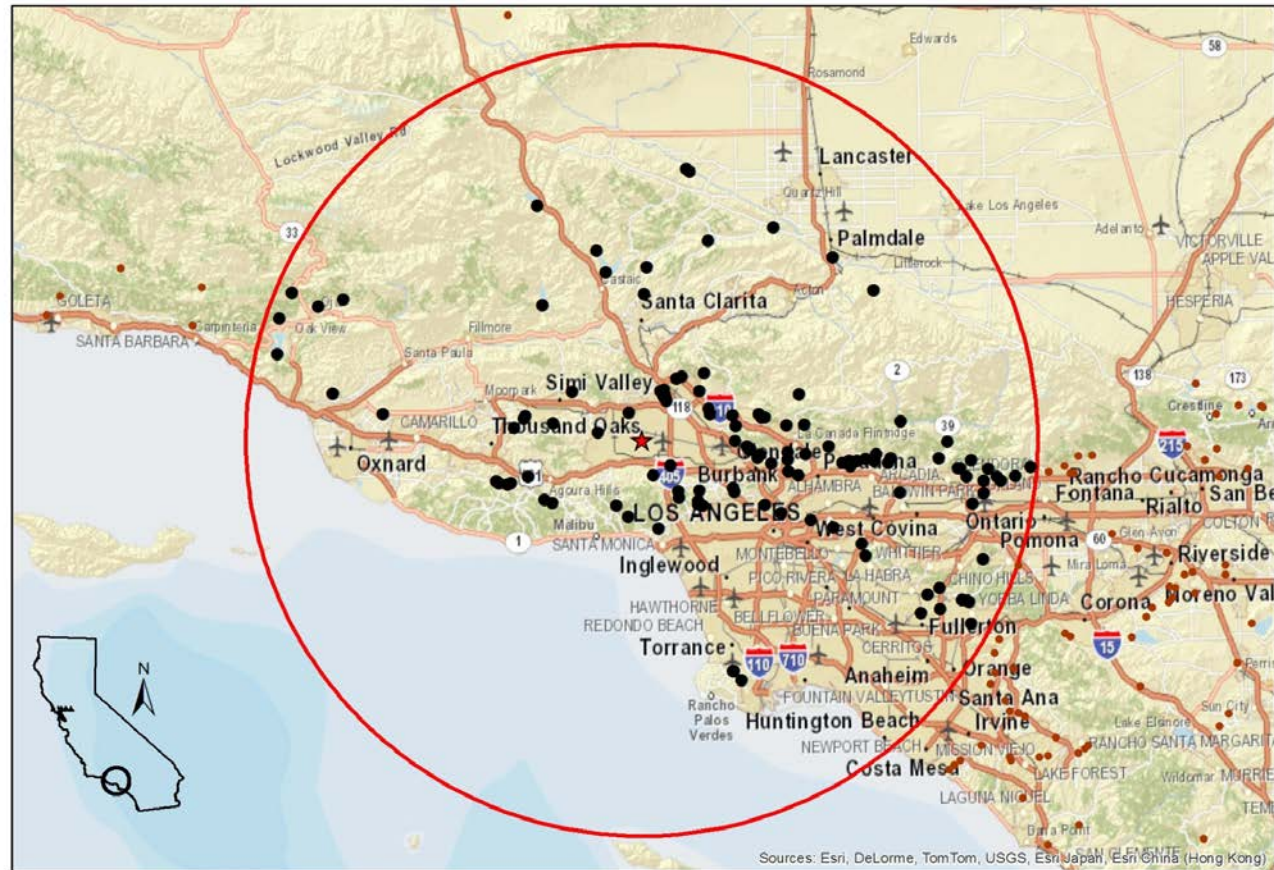 Edwards
58
Rosamond
Lockwood Valley Rd
Lancaster
Quartz Hill
Lake Los Angeles
33
Palmdale
Adelanto
VICTORVILLE
APPLE VAL
Littlerock
Castaic
Acton
HESPERIA
GOLETA
Santa Clarita
Carpinteria
Oak View
Fillmore
SANTA BARBARA
Santa Paula
2
138
173
Moorpark
Simi Valley
118
Crestline
CAMARILLO
Thousand Oaks
La Canada Flintridge
39
215
Oxnard
Burbank
ARCADIA
Rancho Cucamonga
405
ALHAMBRA
BALDWIN PARK
Fontana
San Be
Agoura Hills
Rialto
LOS ANGELES
West Covina
Ontario
COLTON
Malibu
1
SANTA MONICA
Pomona
60
Glen Avon
MONTEBELLO
WHITTIER
Riverside
Inglewood
Mira Loma
PICO RIVERA
LA HABRA
CHINO HILLS
Moreno Val
HAWTHORNE
PARAMOUNT
YORBA LINDA
Corona
REDONDO BEACH
BELLFLOWER
BUENA PARK
Fullerton
15
Torrance
CERRITOS
110
710
Perris
N
Anaheim
Orange
FOUNTAIN VALLEY
TUSTIN
Santa Ana
Rancho
Palos
Verdes
Sun City
Huntington Beach
Irvine
Lake Elsinore
NEWPORT BEACH
MISSION VIEJO
RANCHO SANTA MARGARIT
Costa Mesa
LAKE FOREST
Wildomar
MURRIE
LAGUNA NIGUEL
TEM
Dana Point
SAN CLEMENTE
Sources: Esri, DeLorme, TomTom, USGS, Esri Japan, Esri China (Hong Kong)